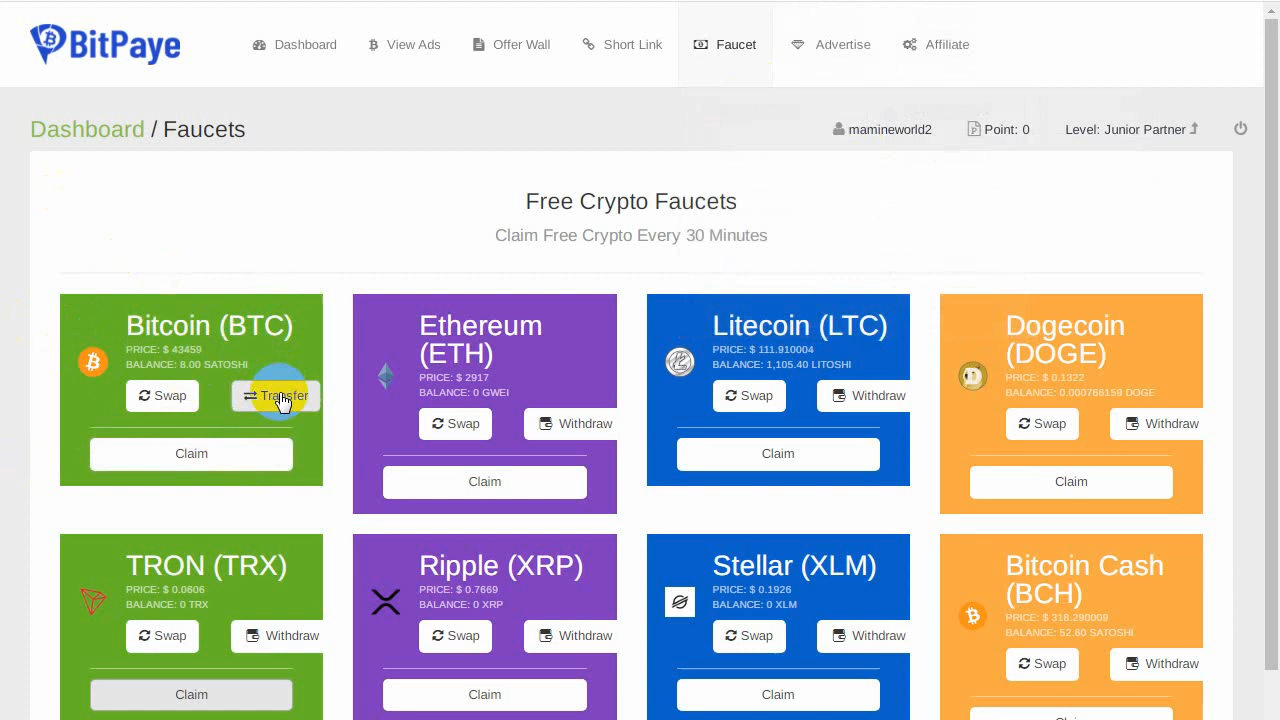 BitPaye
Dashboard
View Ads
Offer Wall
Short Link
Faucet
Advertise
Affiliate
Dashboard / Faucets
mamineworld2
Point: 0
Level: Junior Partner
Free Crypto Faucets
Claim Free Crypto Every 30 Minutes
Bitcoin (BTC)
PRICE: $ 43459
BALANCE: 8.00 SATOSHI
Swap
Transfer
Claim
Ethereum
(ETH)
PRICE: $ 2917
BALANCE: 0 GWEI
Swap
Withdraw
Claim
Litecoin (LTC)
PRICE: $ 111.910004
BALANCE: 1,105.40 LITOSHI
Swap
Withdraw
Claim
Dogecoin
(DOGE)
PRICE: $ 0.1322
BALANCE: 0.000766159 DOGE
Swap
Withdraw
Claim
TRON (TRX)
PRICE: $ 0.0606
BALANCE: 0 TRX
Swap
Withdraw
Claim
Ripple (XRP)
PRICE: $ 0.7669
BALANCE: 0 XRP
Swap
Withdraw
Claim
Stellar (XLM)
PRICE: $ 0.1926
BALANCE: 0 XLM
Swap
Withdraw
Claim
Bitcoin Cash
(BCH)
PRICE: $ 318.290009
BALANCE: 52.60 SATOSHI
Swap
Withdraw